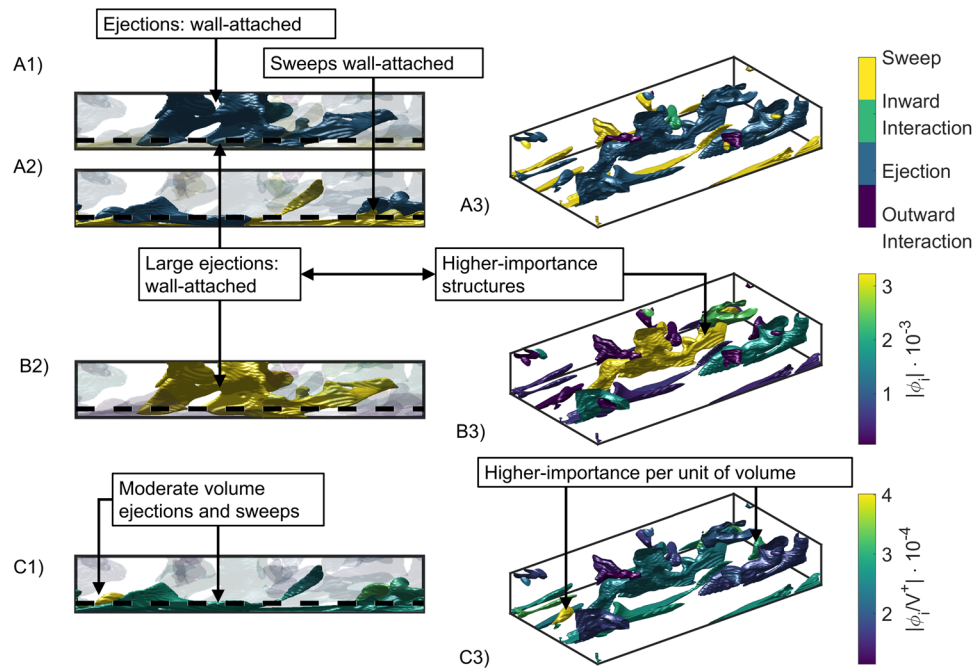 Ejections: wall-attached
A1)
Sweeps wall-attached
A2)
A3)
Sweep
Inward
Interaction
Ejection
Outward
Interaction
Large ejections:
wall-attached
Higher-importance
structures
B2)
B3)
3
2
1
|ϕᵢ| · 10⁻³
Moderate volume
ejections and sweeps
Higher-importance per unit of volume
C1)
C3)
4
3
2
|ϕᵢ/V⁺| · 10⁻⁴